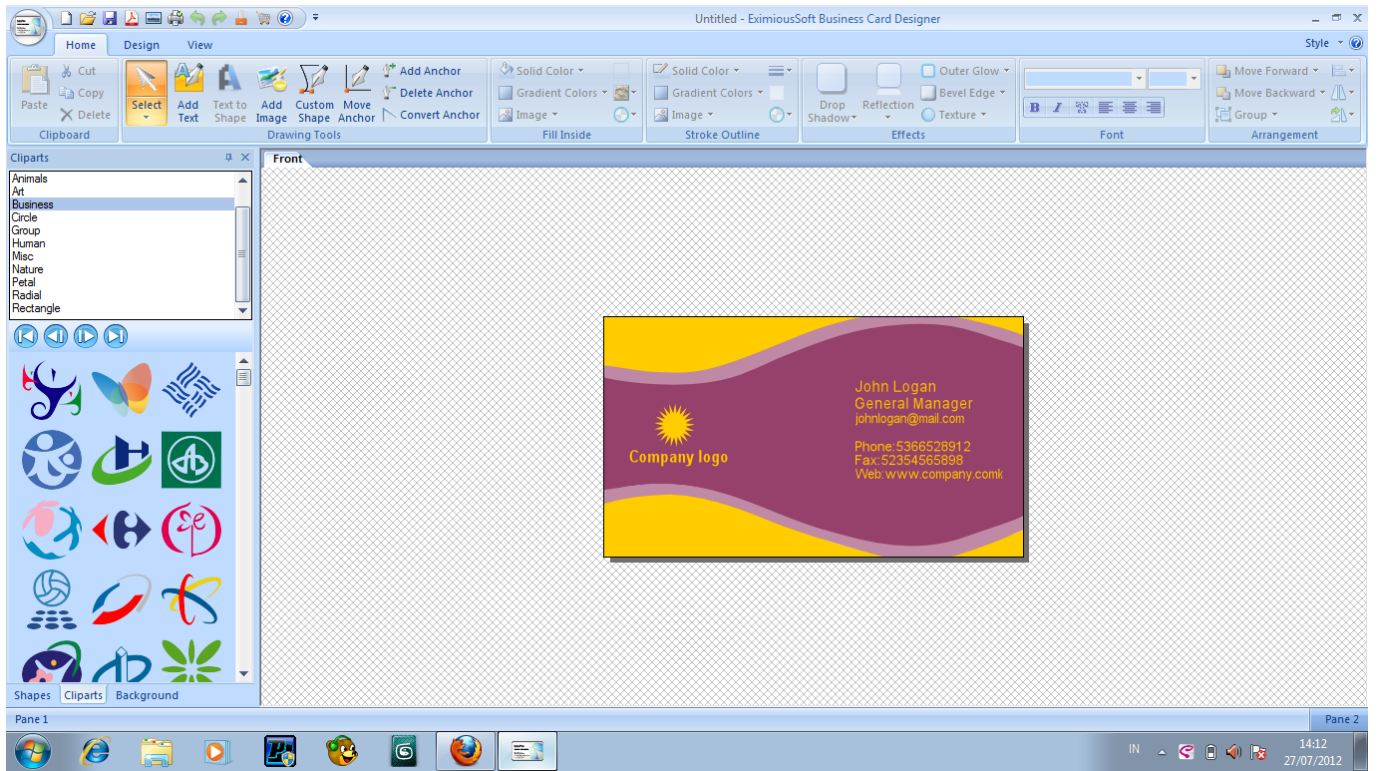 Untitled - EximiousSoft Business Card Designer
Home Design View
Style
Paste
Cut
Copy
Delete
Clipboard
Select
Add Text
Text to Shape
Add Image
Custom Shape
Move Anchor
Add Anchor
Delete Anchor
Convert Anchor
Drawing Tools
Solid Color
Gradient Colors
Image
Fill Inside
Solid Color
Gradient Colors
Image
Stroke Outline
Drop Shadow
Reflection
Outer Glow
Bevel Edge
Texture
Effects
B I
Font
Move Forward
Move Backward
Group
Arrangement
Cliparts
Animals
Art
Business
Circle
Group
Human
Misc
Nature
Petal
Radial
Rectangle
Shapes Cliparts Background
Front
Company logo
John Logan
General Manager
johnlogan@mail.com
Phone:5366528912
Fax:52354565898
Web:www.company.comk
Pane 1
Pane 2
IN
14:12
27/07/2012